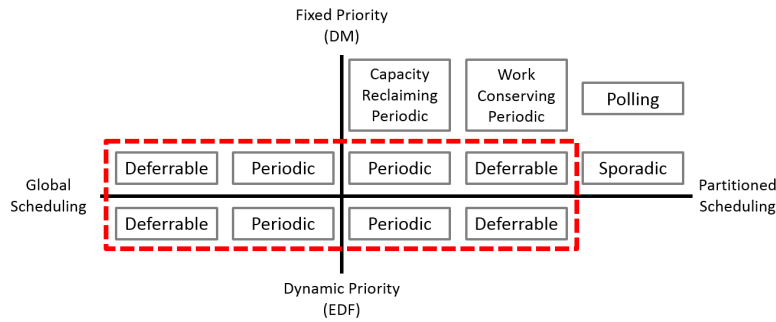 Fixed Priority
(DM)
Capacity
Reclaiming
Periodic
Work
Conserving
Periodic
Polling
Deferrable
Periodic
Periodic
Deferrable
Sporadic
Global
Scheduling
Partitioned
Scheduling
Deferrable
Periodic
Periodic
Deferrable
Dynamic Priority
(EDF)